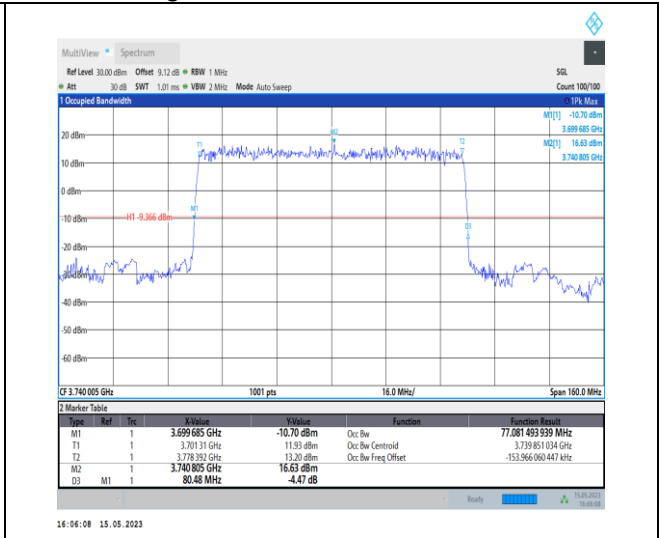 MultiView Spectrum
Ref Level 30.00 dBm Offset 9.12 dB RBW 1 MHz SGL
Att 30 dB SWT 1.01 ms VBW 2 MHz Mode Auto Sweep Count 100/100
1 Occupied Bandwidth 1Pk Max
M1[1] -10.70 dBm
3.699 685 GHz
M2[1] 16.63 dBm
3.740 805 GHz
20 dBm
M2
T1
T2
10 dBm
0 dBm
M1
-10 dBm
H1 -9.366 dBm
D3
-20 dBm
-30 dBm
-40 dBm
-50 dBm
-60 dBm
CF 3.740 005 GHz 1001 pts 16.0 MHz/ Span 160.0 MHz
2 Marker Table
Type Ref Trc X-Value Y-Value Function Function Result
M1 1 3.699 685 GHz -10.70 dBm Occ Bw 77.081 493 939 MHz
T1 1 3.701 31 GHz 11.93 dBm Occ Bw Centroid 3.739 851 034 GHz
T2 1 3.778 392 GHz 13.20 dBm Occ Bw Freq Offset -153.966 060 447 kHz
M2 1 3.740 805 GHz 16.63 dBm
D3 M1 1 80.48 MHz -4.47 dB
Ready 15.05.2023
16:06:08
16:06:08 15.05.2023